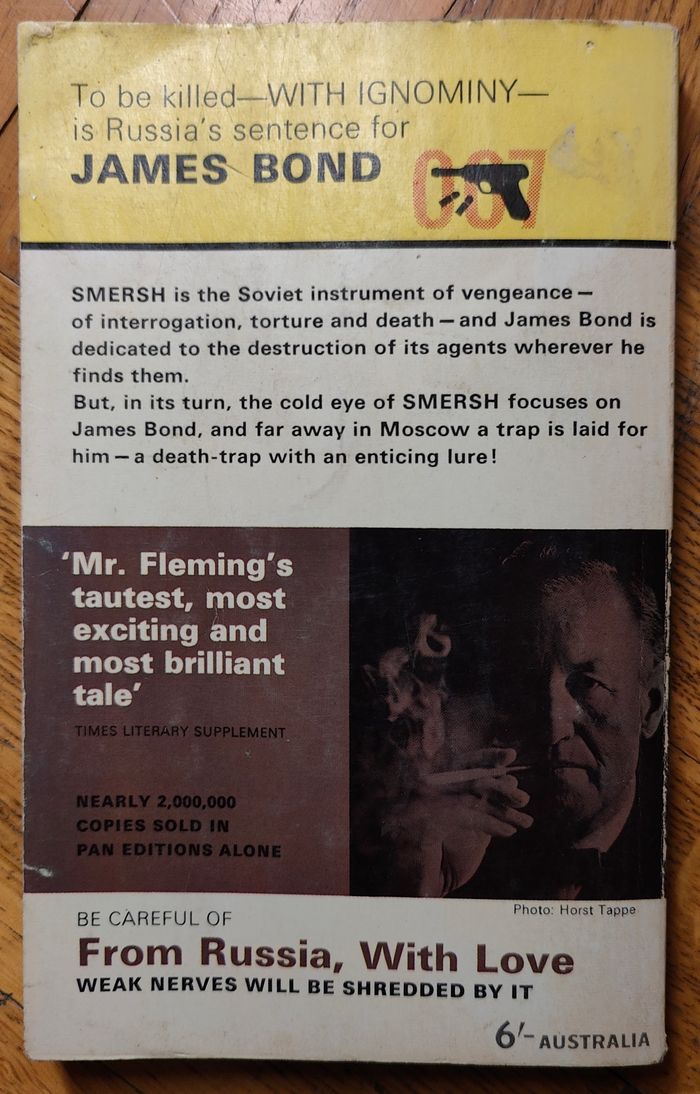 To be killed—WITH IGNOMINY—
is Russia's sentence for
JAMES BOND 007
SMERSH is the Soviet instrument of vengeance—
of interrogation, torture and death—and James Bond is
dedicated to the destruction of its agents wherever he
finds them.
But, in its turn, the cold eye of SMERSH focuses on
James Bond, and far away in Moscow a trap is laid for
him—a death-trap with an enticing lure!
'Mr. Fleming's
tautest, most
exciting and
most brilliant
tale'
TIMES LITERARY SUPPLEMENT
NEARLY 2,000,000
COPIES SOLD IN
PAN EDITIONS ALONE
Photo: Horst Tappe
BE CAREFUL OF
From Russia, With Love
WEAK NERVES WILL BE SHREDDED BY IT
6/- AUSTRALIA